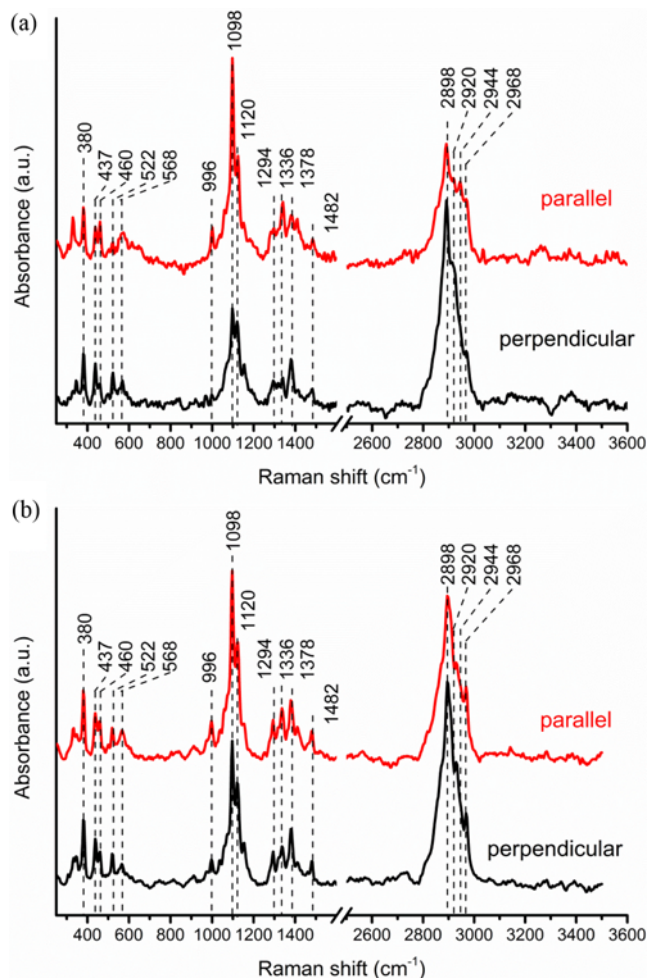 (a)
1098
1120
380
437
460
522
568
996
1294
1336
1378
1482
2898
2920
2944
2968
parallel
perpendicular
Absorbance (a.u.)
400 600 800 1000 1200 1400 2600 2800 3000 3200 3400 3600
Raman shift (cm⁻¹)
(b)
1098
1120
380
437
460
522
568
996
1294
1336
1378
1482
2898
2920
2944
2968
parallel
perpendicular
Absorbance (a.u.)
400 600 800 1000 1200 1400 2600 2800 3000 3200 3400 3600
Raman shift (cm⁻¹)